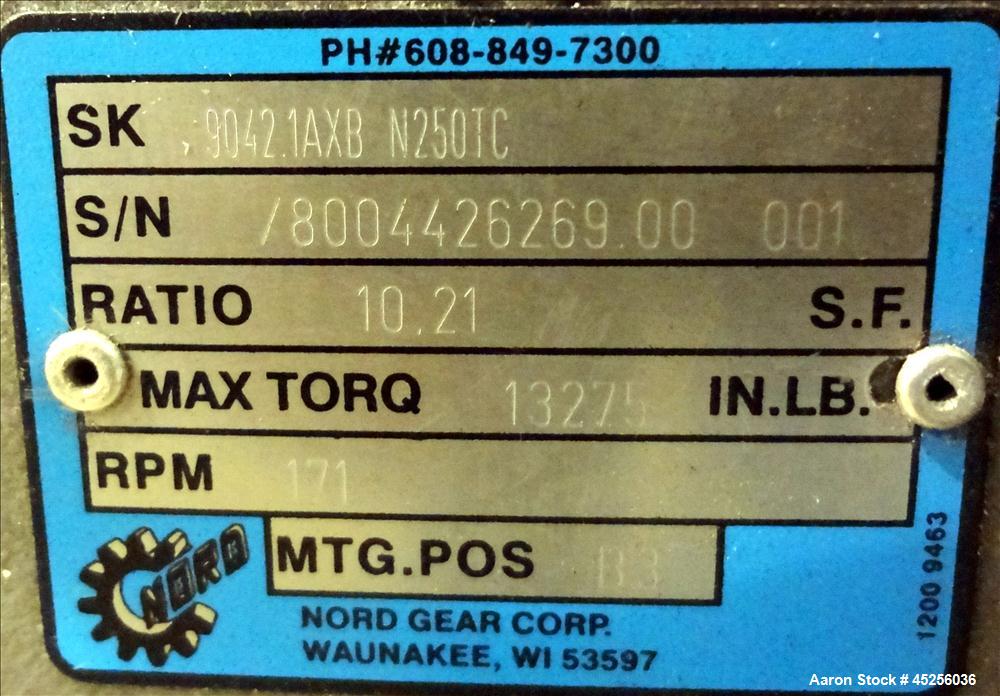 PH#608-849-7300
SK 9042.1AXB N250TC
S/N /8004426269.00 001
RATIO 10.21 S.F.
MAX TORQ 13275 IN.LB.
RPM 171
MTG.POS B3
NORD
NORD GEAR CORP.
WAUNAKEE, WI 53597
1200 9463
Aaron Stock # 45256036